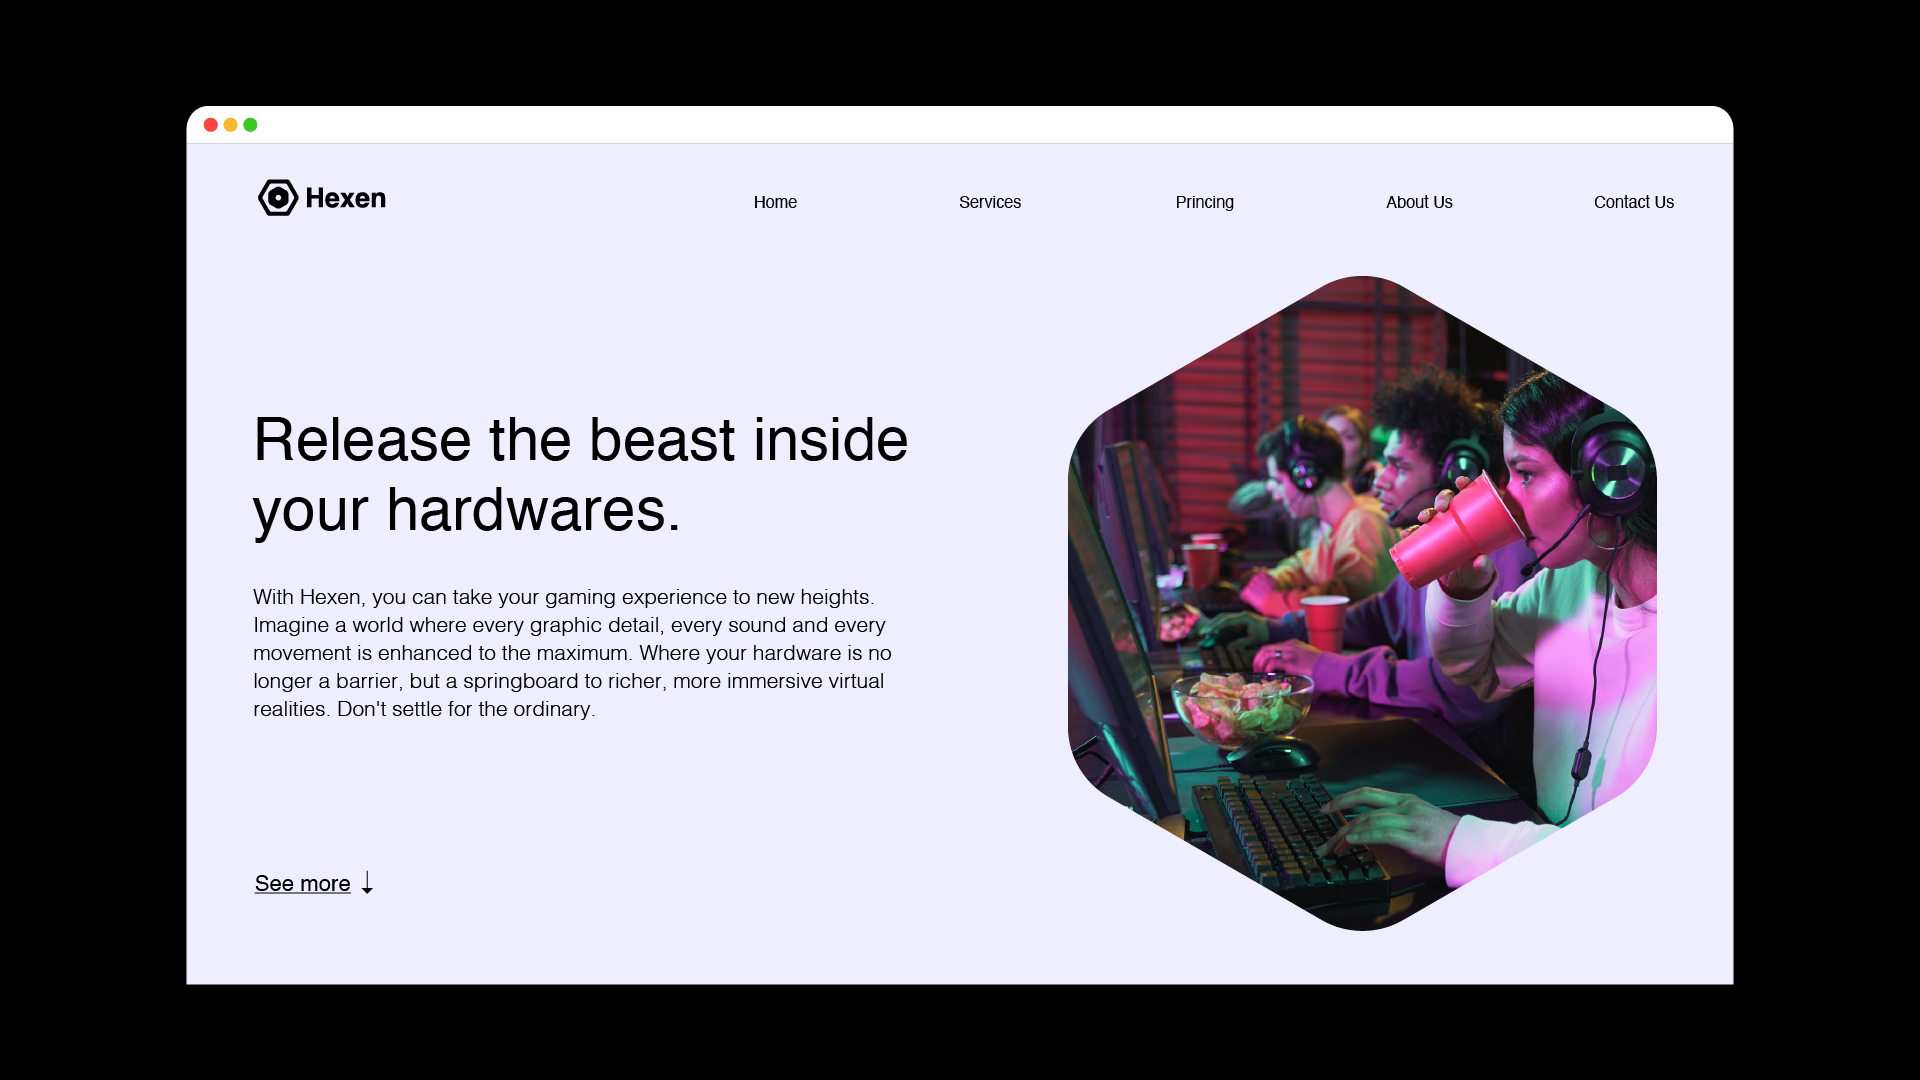 Hexen
Home
Services
Princing
About Us
Contact Us
Release the beast inside
your hardwares.
With Hexen, you can take your gaming experience to new heights.
Imagine a world where every graphic detail, every sound and every
movement is enhanced to the maximum. Where your hardware is no
longer a barrier, but a springboard to richer, more immersive virtual
realities. Don't settle for the ordinary.
See more